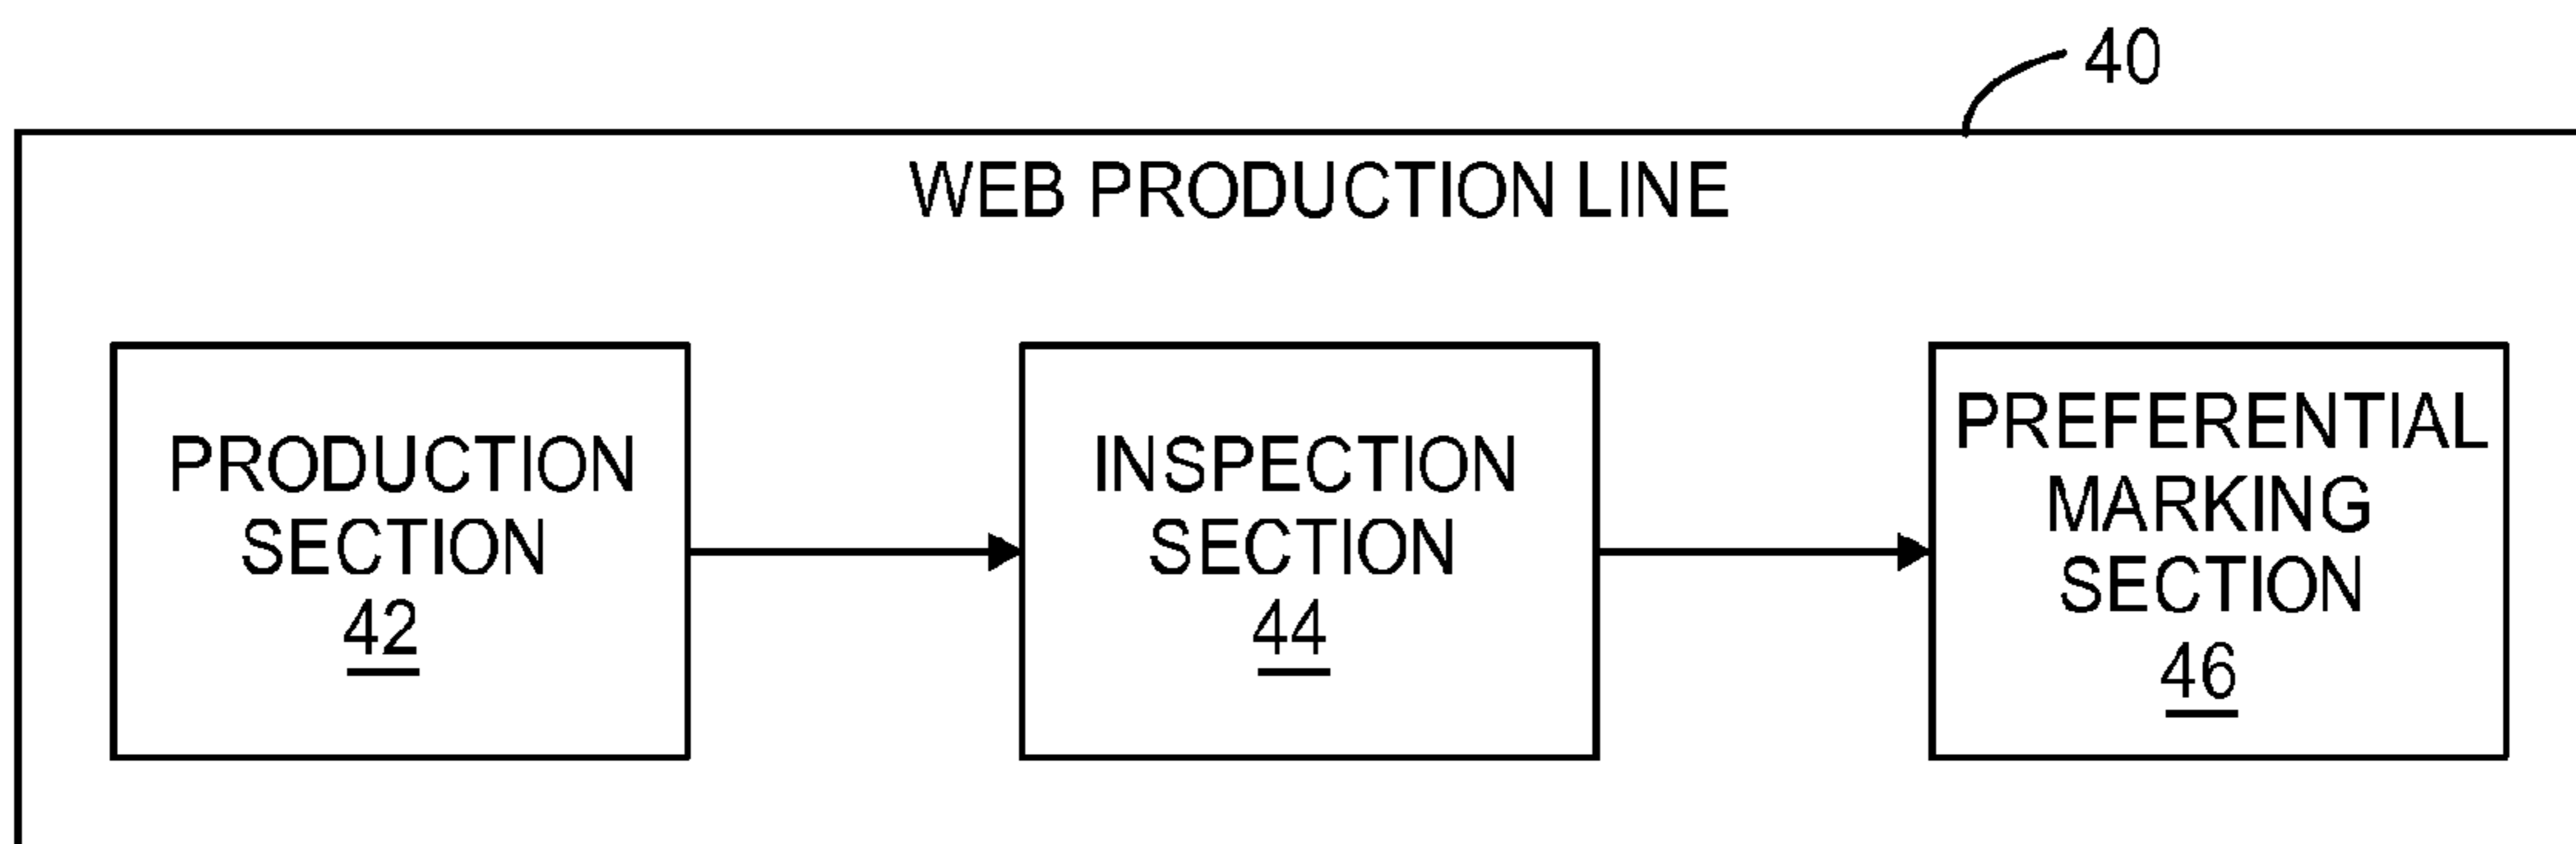 40
WEB PRODUCTION LINE
PRODUCTION
SECTION
42
INSPECTION
SECTION
44
PREFERENTIAL
MARKING
SECTION
46